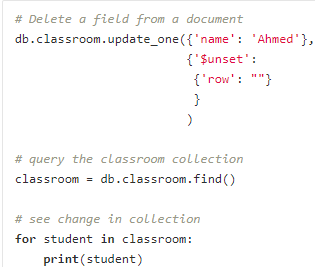 # Delete a field from a document
db.classroom.update_one({'name': 'Ahmed'},
                        {'$unset':
                         {'row': ""}
                         }
                        )

# query the classroom collection
classroom = db.classroom.find()

# see change in collection
for student in classroom:
    print(student)